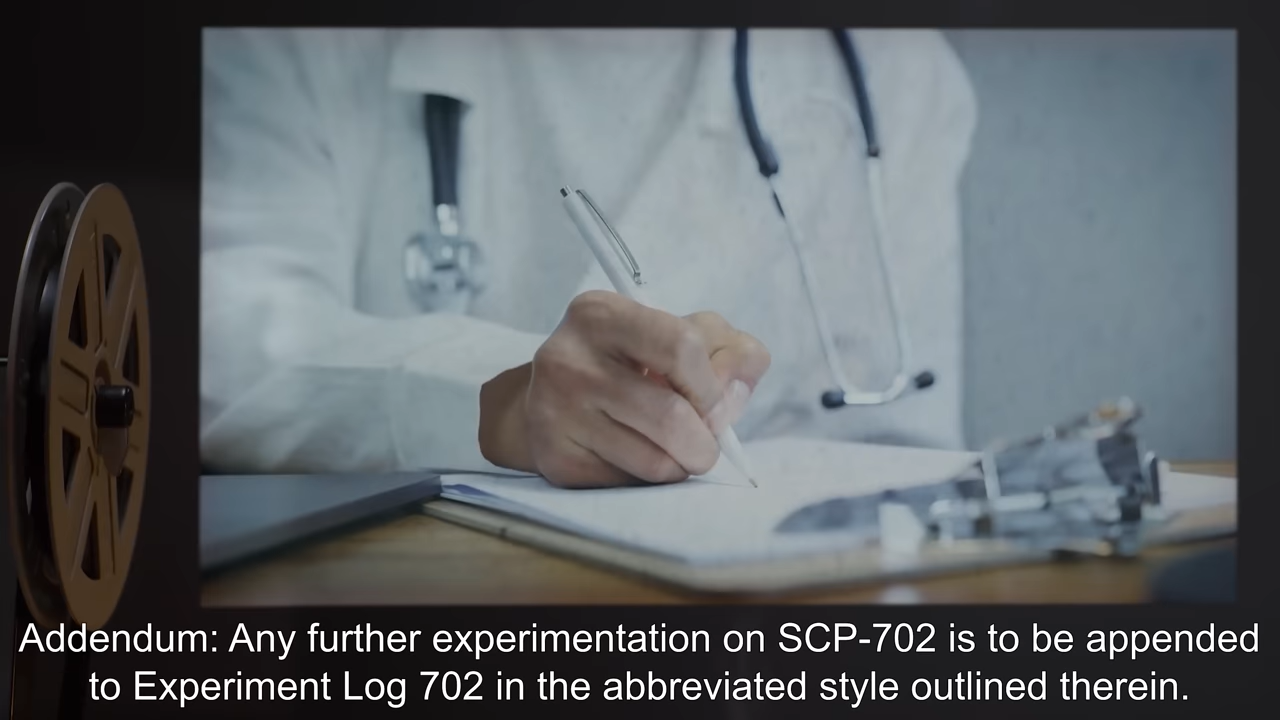 Addendum: Any further experimentation on SCP-702 is to be appended
to Experiment Log 702 in the abbreviated style outlined therein.